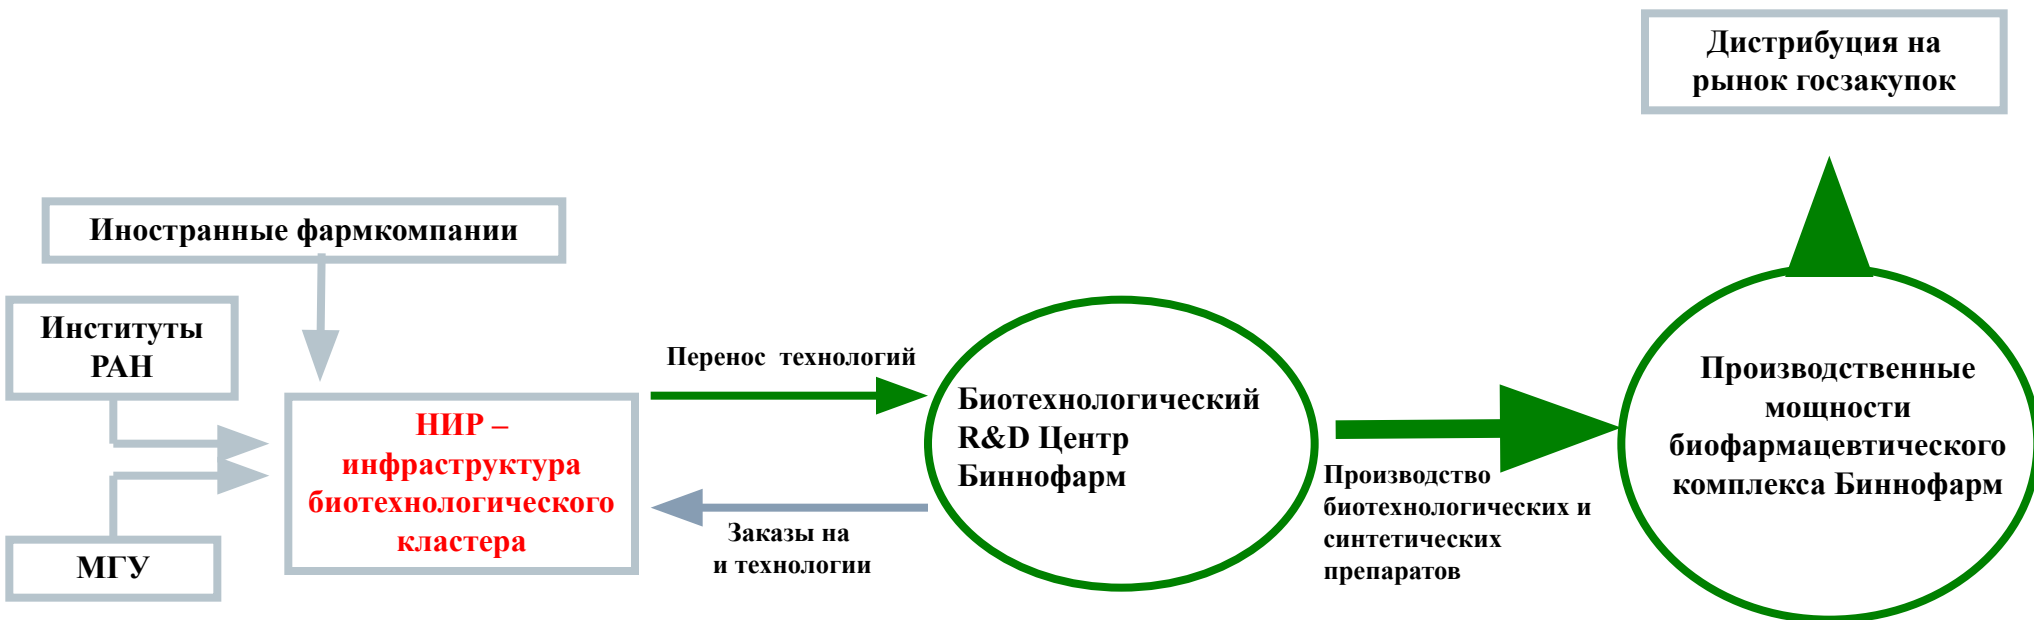 Дистрибуция на
рынок госзакупок
Иностранные фармкомпании
Институты
РАН
МГУ
НИР –
инфраструктура
биотехнологического
кластера
Перенос технологий
Заказы на
и технологии
Биотехнологический
R&D Центр
Биннофарм
Производство
биотехнологических и
синтетических
препаратов
Производственные
мощности
биофармацевтического
комплекса Биннофарм